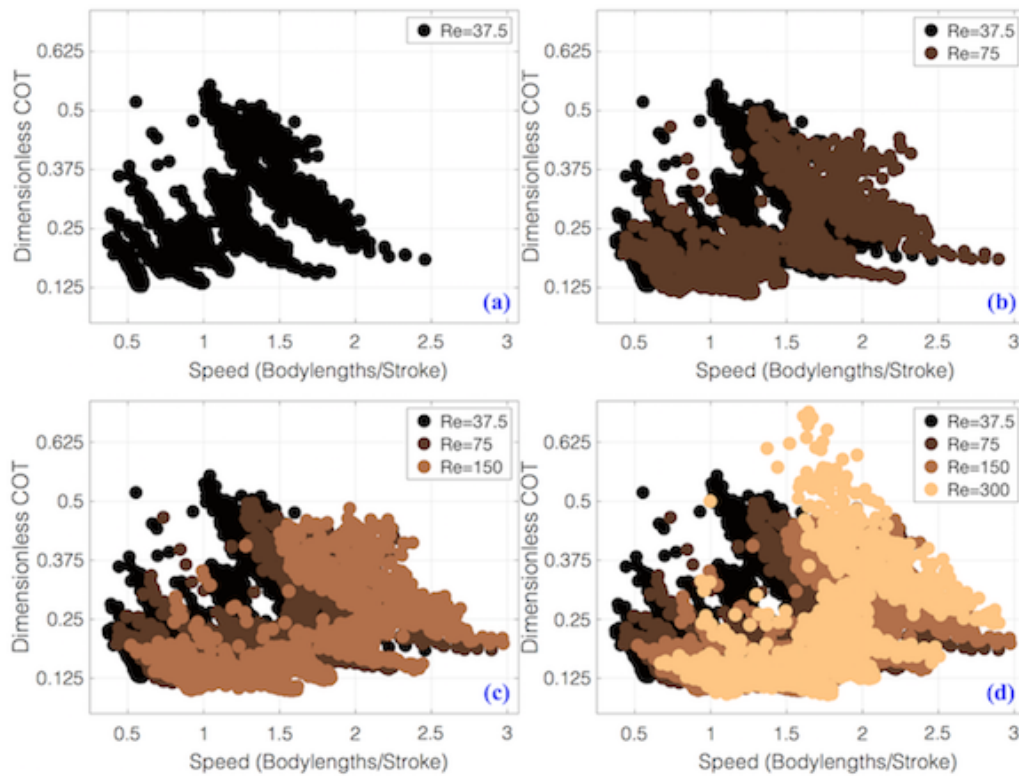 Re=37.5
0.625
0.5
0.375
0.25
0.125
Dimensionless COT
(a)
0.5 1 1.5 2 2.5 3
Speed (Bodylengths/Stroke)
Re=37.5
Re=75
0.625
0.5
0.375
0.25
0.125
Dimensionless COT
(b)
0.5 1 1.5 2 2.5 3
Speed (Bodylengths/Stroke)
Re=37.5
Re=75
Re=150
0.625
0.5
0.375
0.25
0.125
Dimensionless COT
(c)
0.5 1 1.5 2 2.5 3
Speed (Bodylengths/Stroke)
Re=37.5
Re=75
Re=150
Re=300
0.625
0.5
0.375
0.25
0.125
Dimensionless COT
(d)
0.5 1 1.5 2 2.5 3
Speed (Bodylengths/Stroke)